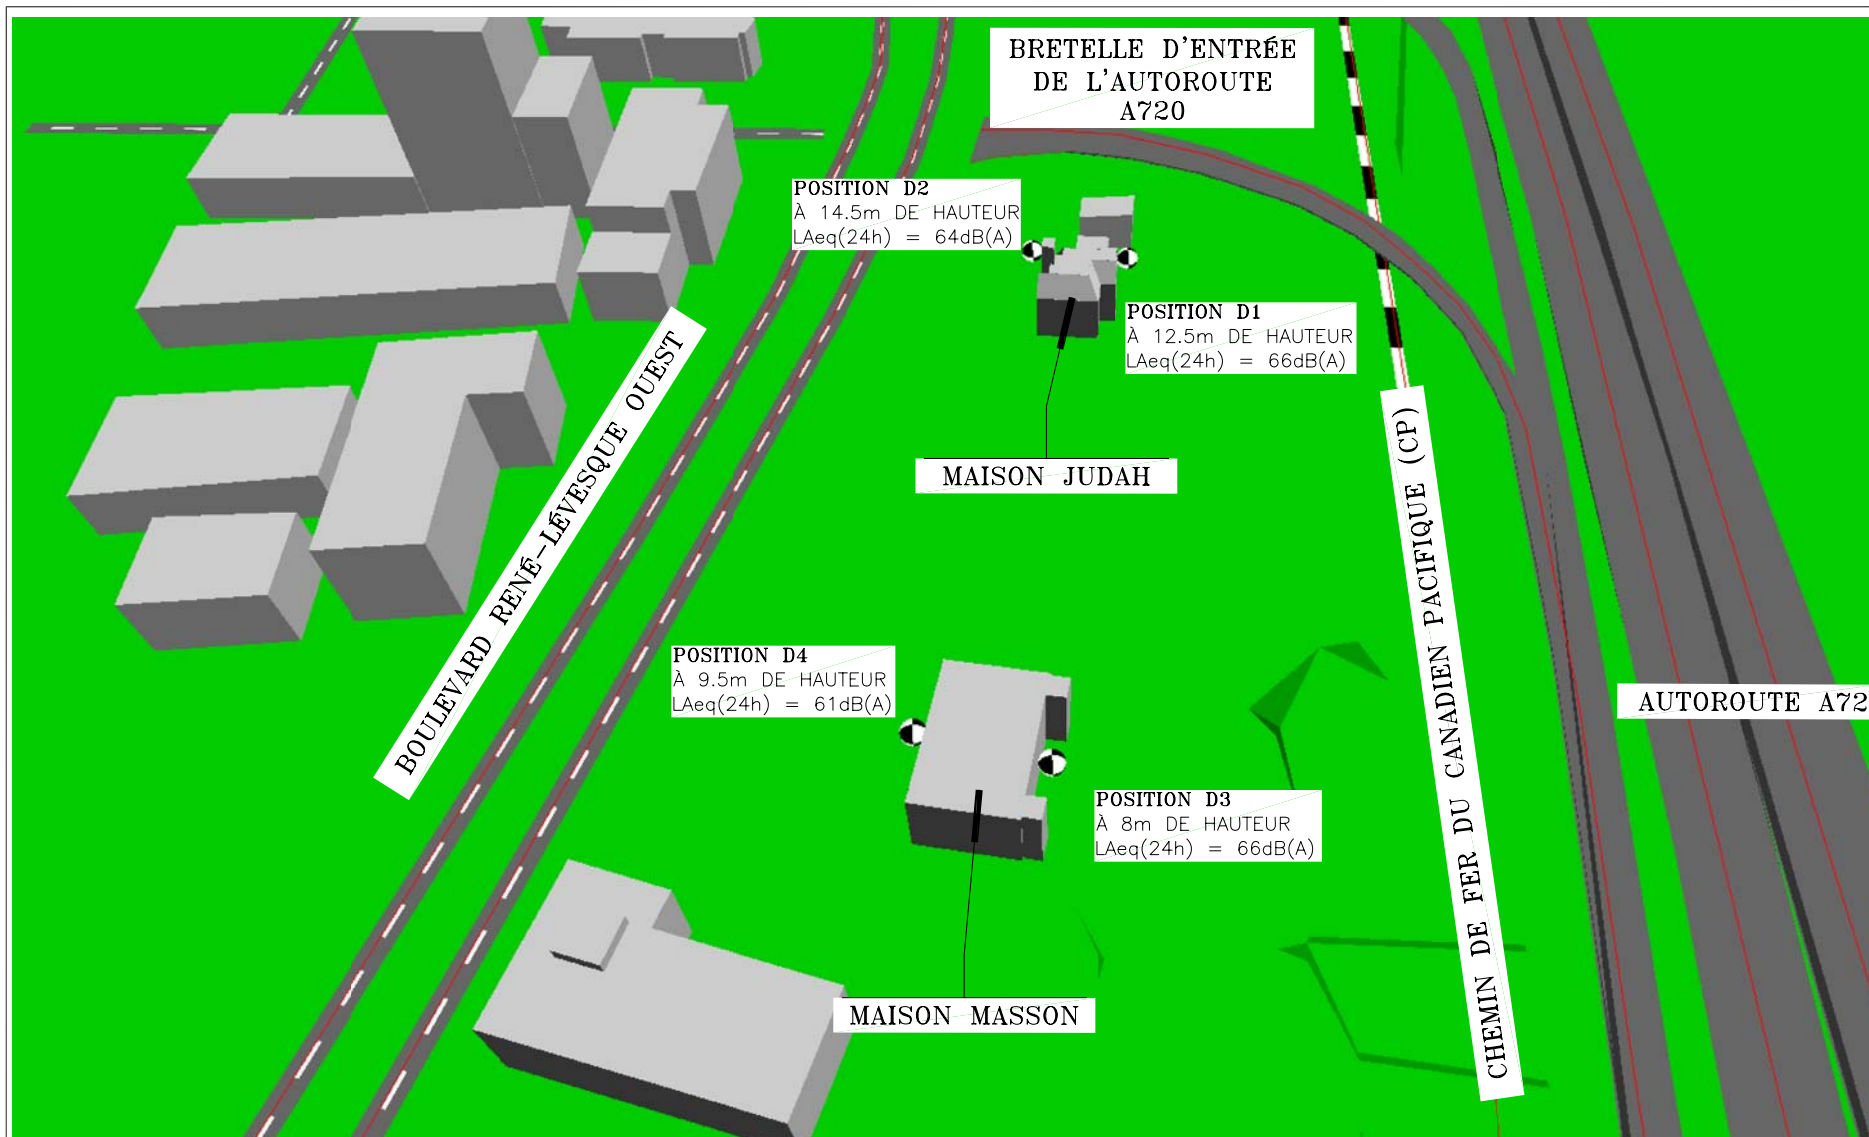 BRETELLE D'ENTRÉE
DE L'AUTOROUTE
A720
POSITION D2
À 14.5m DE HAUTEUR
LAeq(24h) = 64dB(A)
POSITION D1
À 12.5m DE HAUTEUR
LAeq(24h) = 66dB(A)
BOULEVARD RENÉ-LÉVESQUE OUEST
MAISON JUDAH
CHEMIN DE FER DU CANADIEN PACIFIQUE (CP)
POSITION D4
À 9.5m DE HAUTEUR
LAeq(24h) = 61dB(A)
AUTOROUTE A72
POSITION D3
À 8m DE HAUTEUR
LAeq(24h) = 66dB(A)
MAISON MASSON